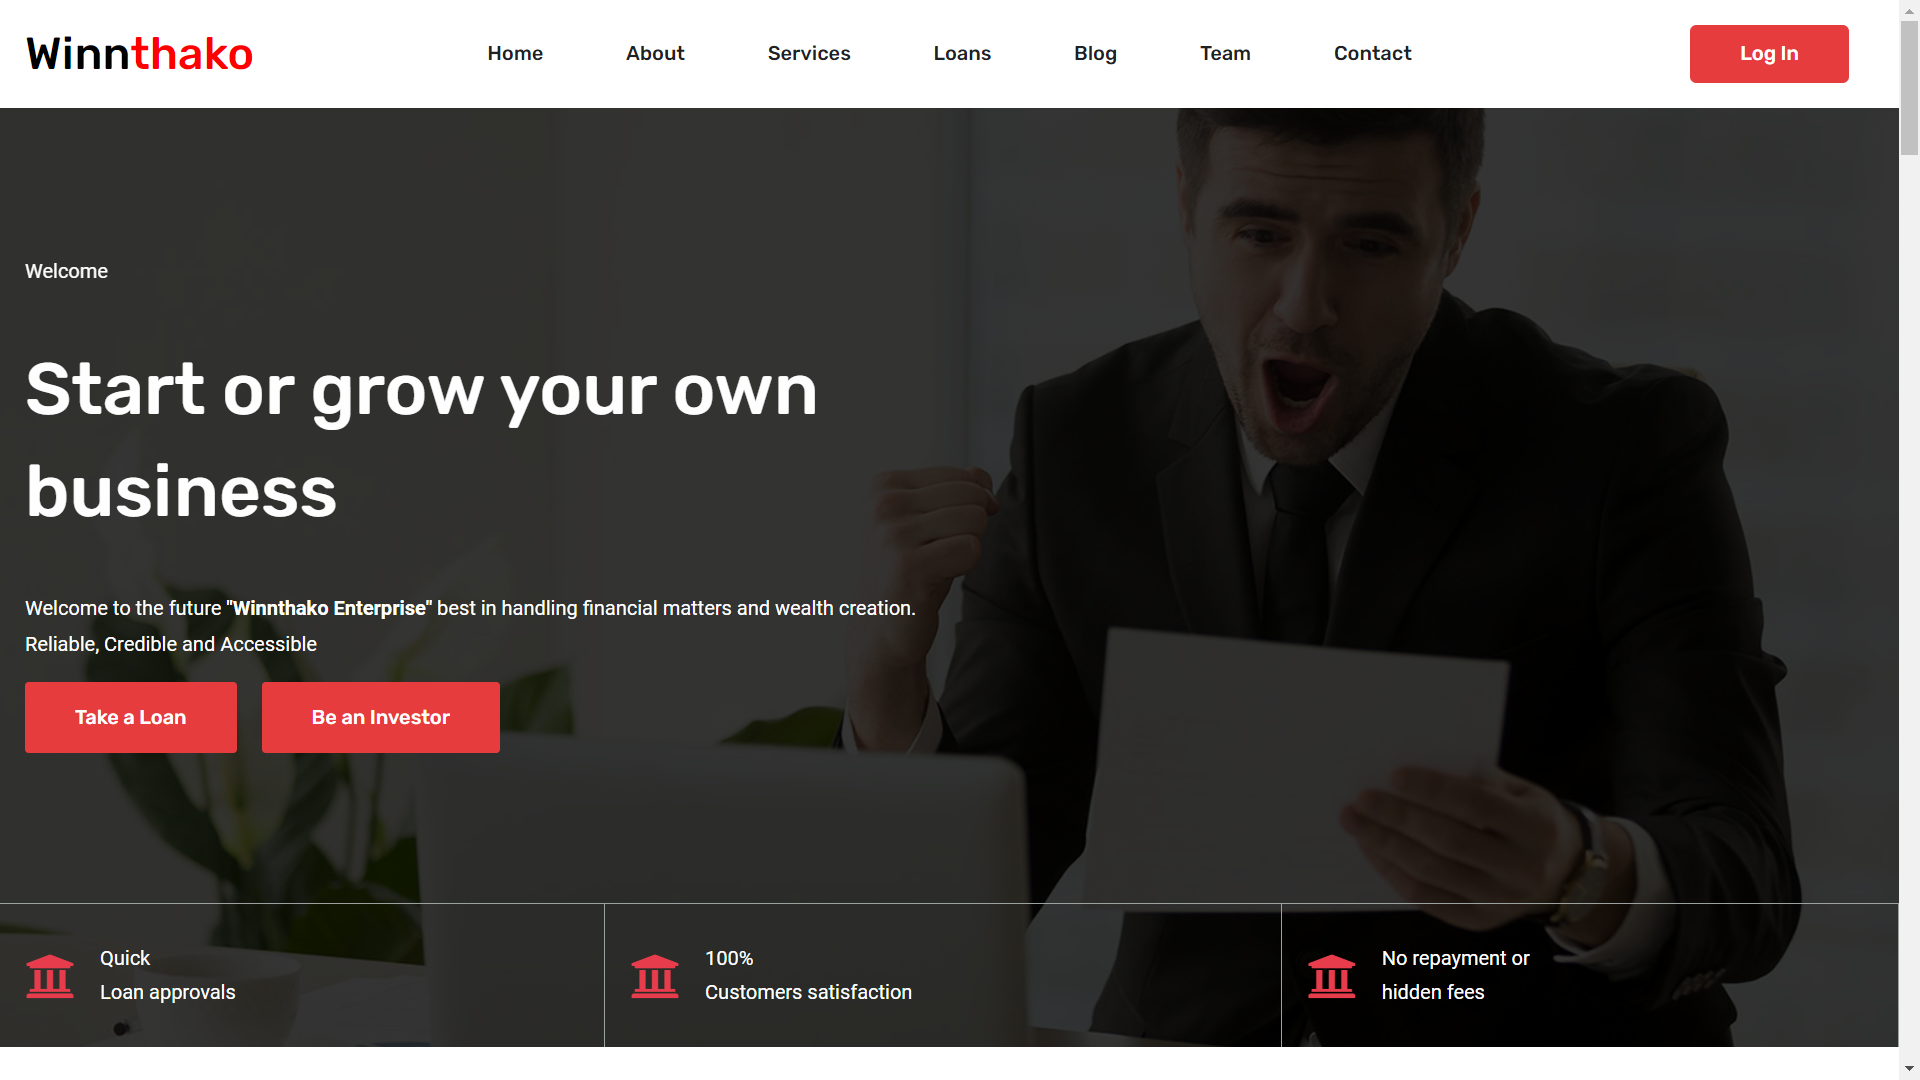 Winnthako
Home
About
Services
Loans
Blog
Team
Contact
Log In
Welcome
Start or grow your own
business
Welcome to the future "Winnthako Enterprise" best in handling financial matters and wealth creation.
Reliable, Credible and Accessible
Take a Loan
Be an Investor
Quick
Loan approvals
100%
Customers satisfaction
No repayment or
hidden fees